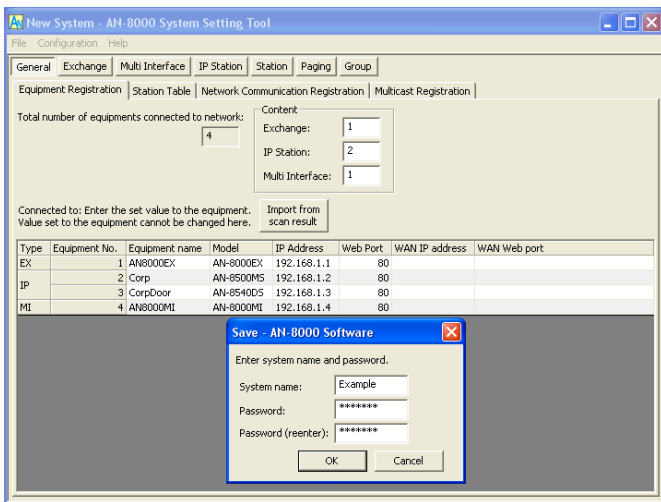 New System - AN-8000 System Setting Tool
File Configuration Help
General Exchange Multi Interface IP Station Station Paging Group
Equipment Registration Station Table Network Communication Registration Multicast Registration
Total number of equipments connected to network:
4
Content
Exchange: 1
IP Station: 2
Multi Interface: 1
Connected to: Enter the set value to the equipment.
Value set to the equipment cannot be changed here.
Import from
scan result
Type Equipment No. Equipment name Model IP Address Web Port WAN IP address WAN Web port
EX 1 AN8000EX AN-8000EX 192.168.1.1 80
IP 2 Corp AN-8500MS 192.168.1.2 80
3 CorpDoor AN-8540DS 192.168.1.3 80
MI 4 AN8000MI AN-8000MI 192.168.1.4 80
Save - AN-8000 Software
Enter system name and password.
System name: Example
Password: *******
Password (reenter): *******
OK Cancel